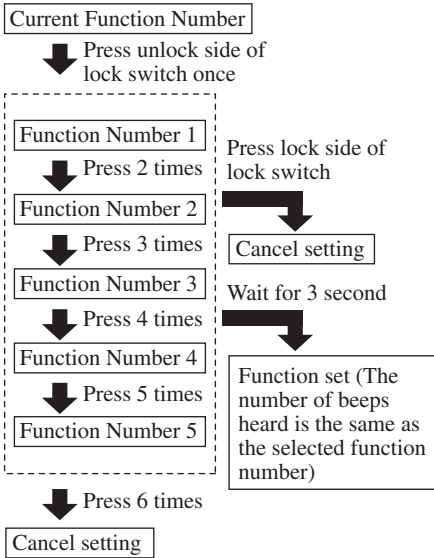 Current Function Number
Press unlock side of
lock switch once
Function Number 1
Press 2 times
Function Number 2
Press 3 times
Function Number 3
Press 4 times
Function Number 4
Press 5 times
Function Number 5
Press 6 times
Cancel setting
Press lock side of
lock switch
Cancel setting
Wait for 3 second
Function set (The
number of beeps
heard is the same as
the selected function
number)